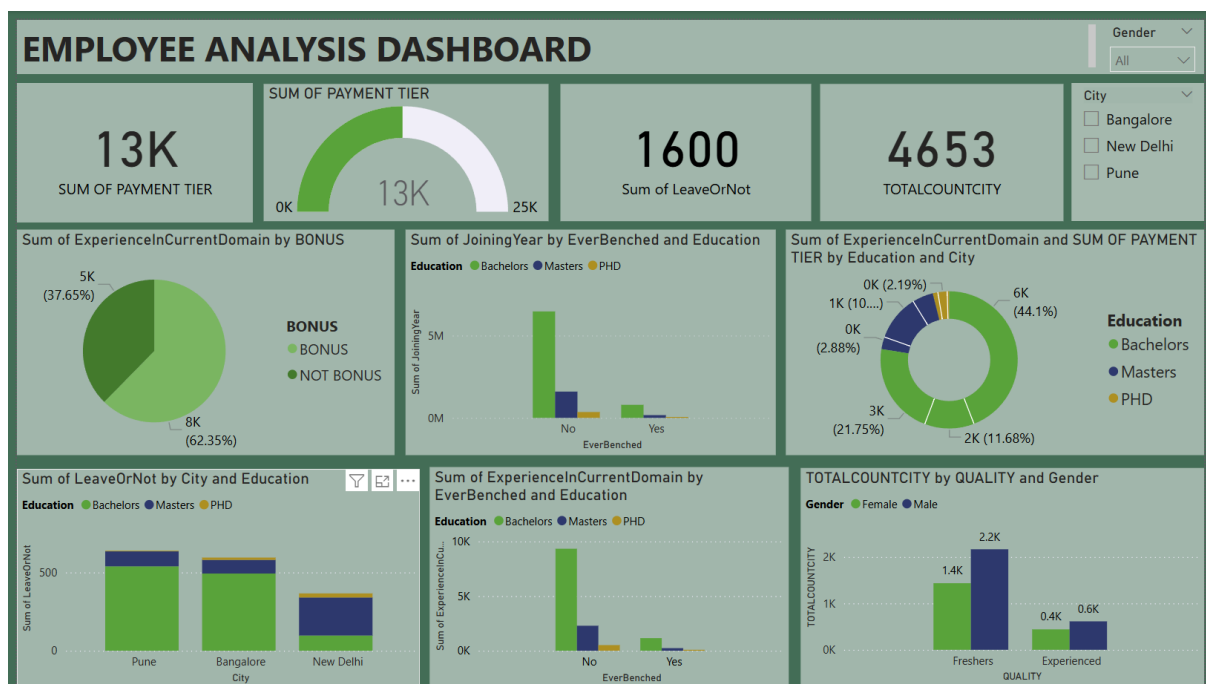 EMPLOYEE ANALYSIS DASHBOARD
Gender
All
13K
SUM OF PAYMENT TIER
SUM OF PAYMENT TIER
0K
13K
25K
1600
Sum of LeaveOrNot
4653
TOTALCOUNTCITY
City
Bangalore
New Delhi
Pune
Sum of ExperienceInCurrentDomain by BONUS
5K
(37.65%)
8K
(62.35%)
BONUS
BONUS
NOT BONUS
Sum of JoiningYear by EverBenched and Education
Education Bachelors Masters PHD
Sum of JoiningYear
5M
0M
No Yes
EverBenched
Sum of ExperienceInCurrentDomain and SUM OF PAYMENT
TIER by Education and City
0K (2.19%)
1K (10....)
0K
(2.88%)
3K
(21.75%)
2K (11.68%)
6K
(44.1%)
Education
Bachelors
Masters
PHD
Sum of LeaveOrNot by City and Education
Education Bachelors Masters PHD
Sum of LeaveOrNot
500
0
Pune Bangalore New Delhi
City
Sum of ExperienceInCurrentDomain by
EverBenched and Education
Education Bachelors Masters PHD
Sum of ExperienceInCu...
10K
5K
0K
No Yes
EverBenched
TOTALCOUNTCITY by QUALITY and Gender
Gender Female Male
TOTALCOUNTCITY
2K
1K
0K
1.4K
2.2K
0.4K
0.6K
Freshers Experienced
QUALITY